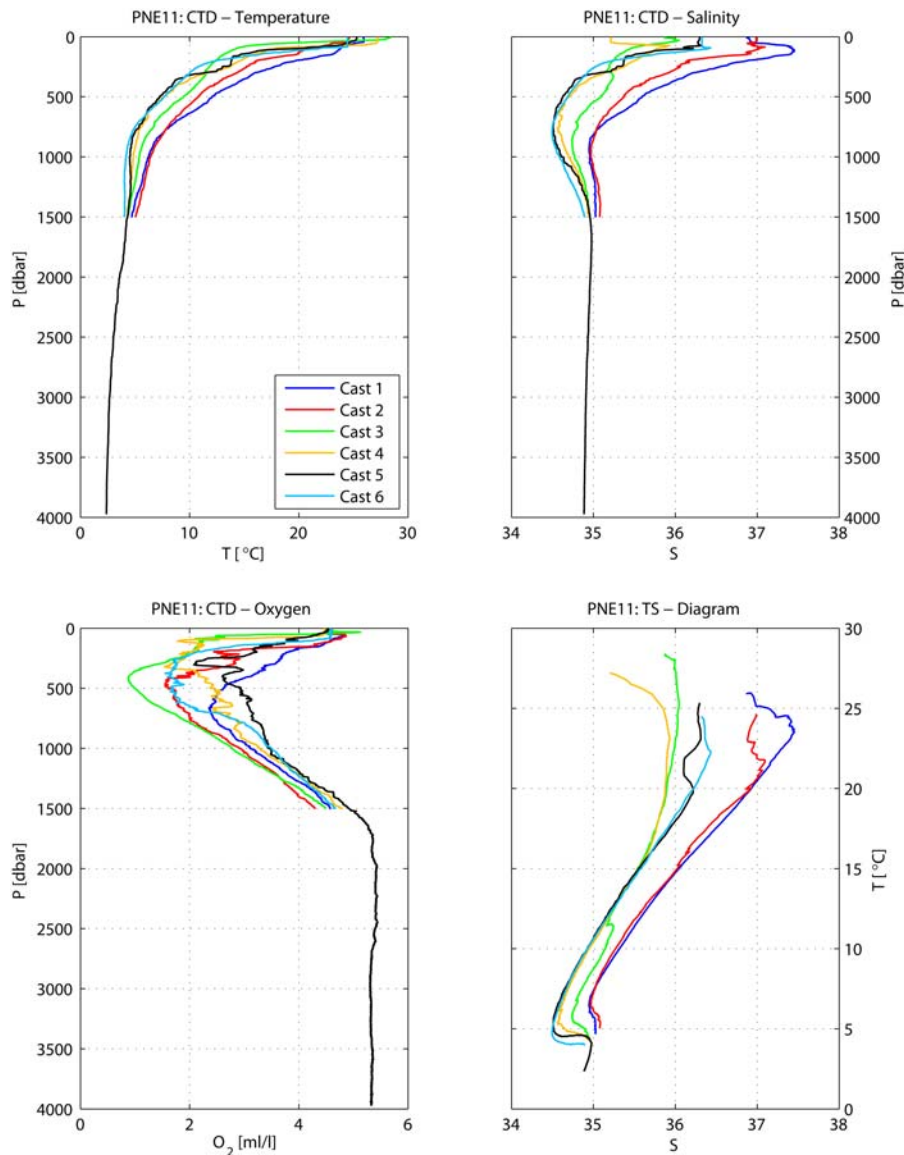 PNE11: CTD – Temperature
0
500
1000
1500
2000
2500
3000
3500
4000
P [dbar]
0 10 20 30
T [ °C]
Cast 1
Cast 2
Cast 3
Cast 4
Cast 5
Cast 6
PNE11: CTD – Salinity
0
500
1000
1500
2000
2500
3000
3500
4000
P [dbar]
34 35 36 37 38
S
PNE11: CTD – Oxygen
0
500
1000
1500
2000
2500
3000
3500
4000
P [dbar]
0 2 4 6
O2 [ml/l]
PNE11: TS – Diagram
30
25
20
15
10
5
0
T [ °C]
34 35 36 37 38
S